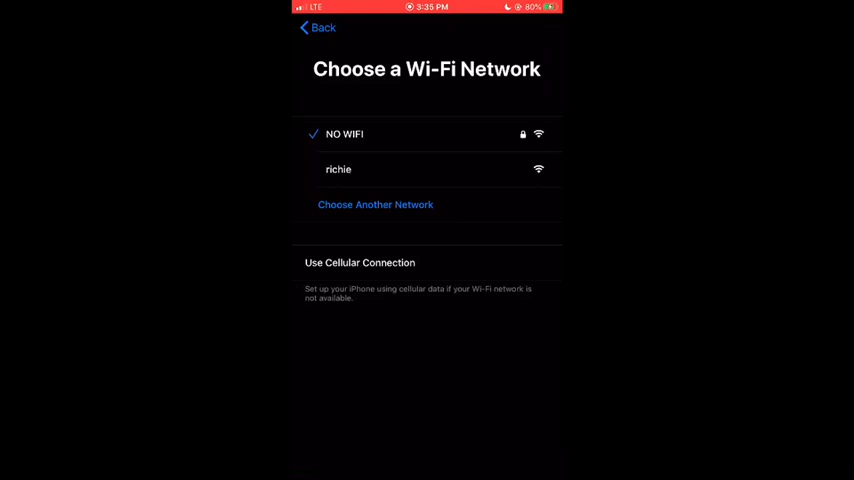 LTE 3:35 PM 80%
Back
Choose a Wi-Fi Network
NO WIFI
richie
Choose Another Network
Use Cellular Connection
Set up your iPhone using cellular data if your Wi-Fi network is
not available.